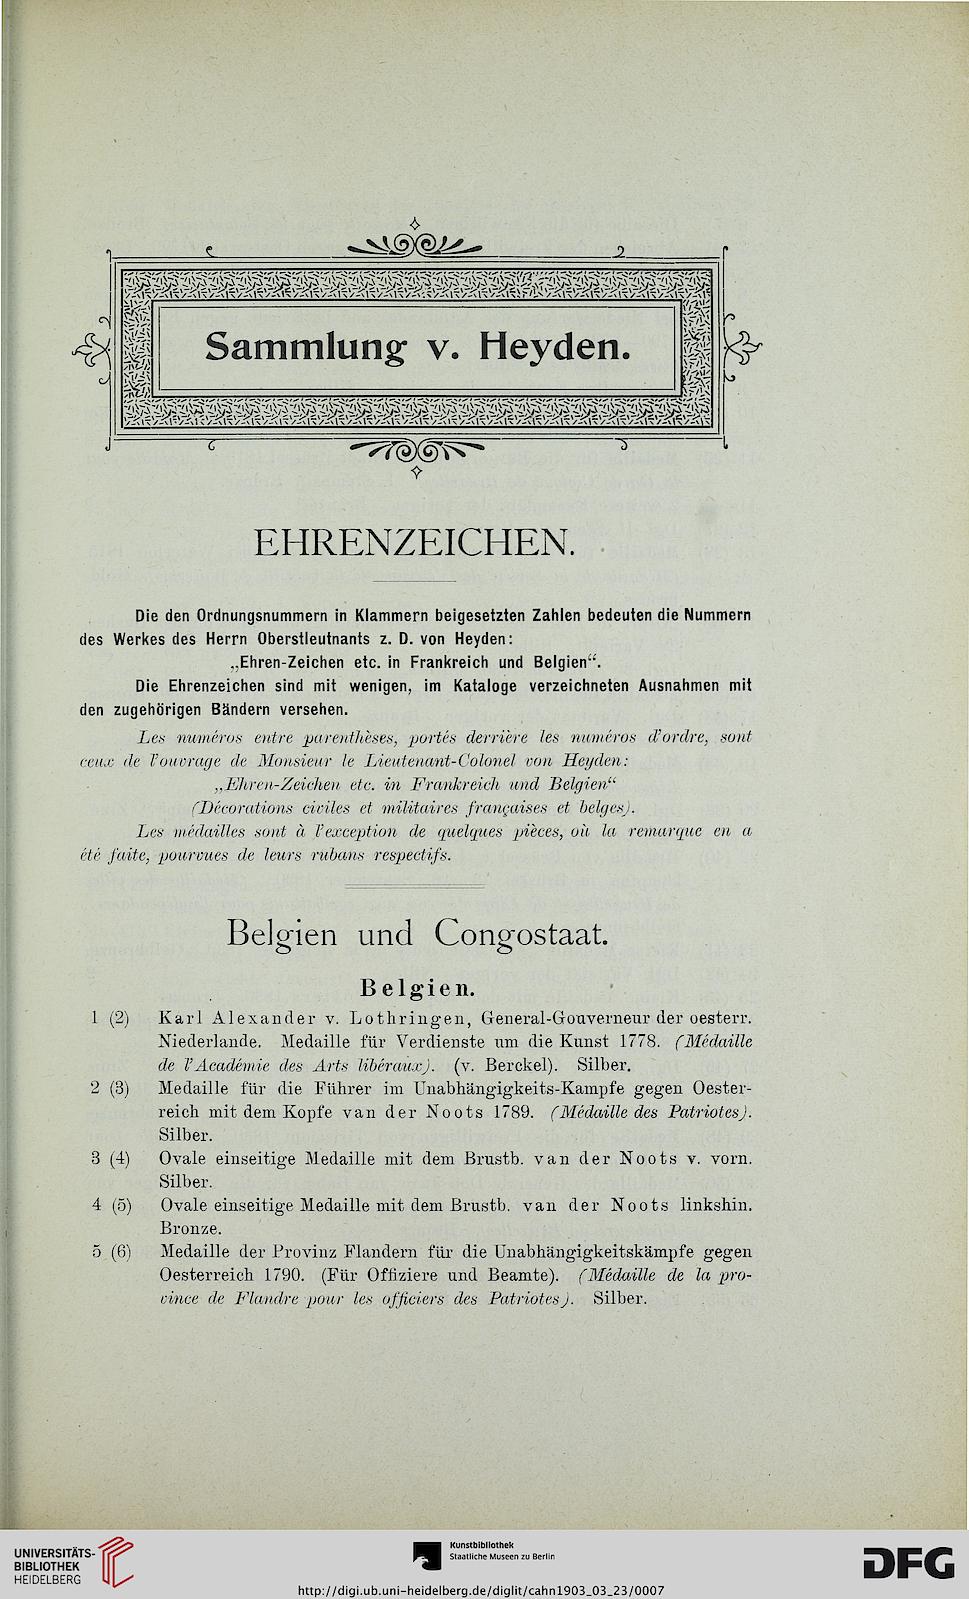 Sammlung v. Heyden.
EHRENZEICHEN.
Die den Ordnungsnummern in Klammern beigesetzten Zahlen bedeuten die Nummern
des Werkes des Herrn Oberstleutnants z. D. von Heyden:
„Ehren-Zeichen etc. in Frankreich und Belgien“.
Die Ehrenzeichen sind mit wenigen, im Kataloge verzeichneten Ausnahmen mit
den zugehörigen Bändern versehen.
Les numéros entre parenthèses, portés derrière les numéros d'ordre, sont
ceux de l'ouvrage de Monsieur le Lieutenant-Colonel von Heyden:
„Ehren-Zeichen etc. in Frankreich und Belgien“
(Décorations civiles et militaires françaises et belges).
Les médailles sont à l'exception de quelques pièces, où la remarque en a
été faite, pourvues de leurs rubans respectifs.
Belgien und Congostaat.
Belgien.
1 (2) Karl Alexander v. Lothringen, General-Gouverneur der oesterr.
Niederlande. Medaille für Verdienste um die Kunst 1778. (Médaille
de l'Académie des Arts libéraux). (v. Berckel). Silber.
2 (3) Medaille für die Führer im Unabhängigkeits-Kampfe gegen Oester-
reich mit dem Kopfe van der Noots 1789. (Médaille des Patriotes).
Silber.
3 (4) Ovale einseitige Medaille mit dem Brustb. van der Noots v. vorn.
Silber.
4 (5) Ovale einseitige Medaille mit dem Brustb. van der Noots linkshin.
Bronze.
5 (6) Medaille der Provinz Flandern für die Unabhängigkeitskämpfe gegen
Oesterreich 1790. (Für Offiziere und Beamte). (Médaille de la pro-
vince de Flandre pour les officiers des Patriotes). Silber.
UNIVERSITÄTS-
BIBLIOTHEK
HEIDELBERG
Kunstbibliothek
Staatliche Museen zu Berlin
DFG
http://digi.ub.uni-heidelberg.de/diglit/cahn1903_03_23/0007